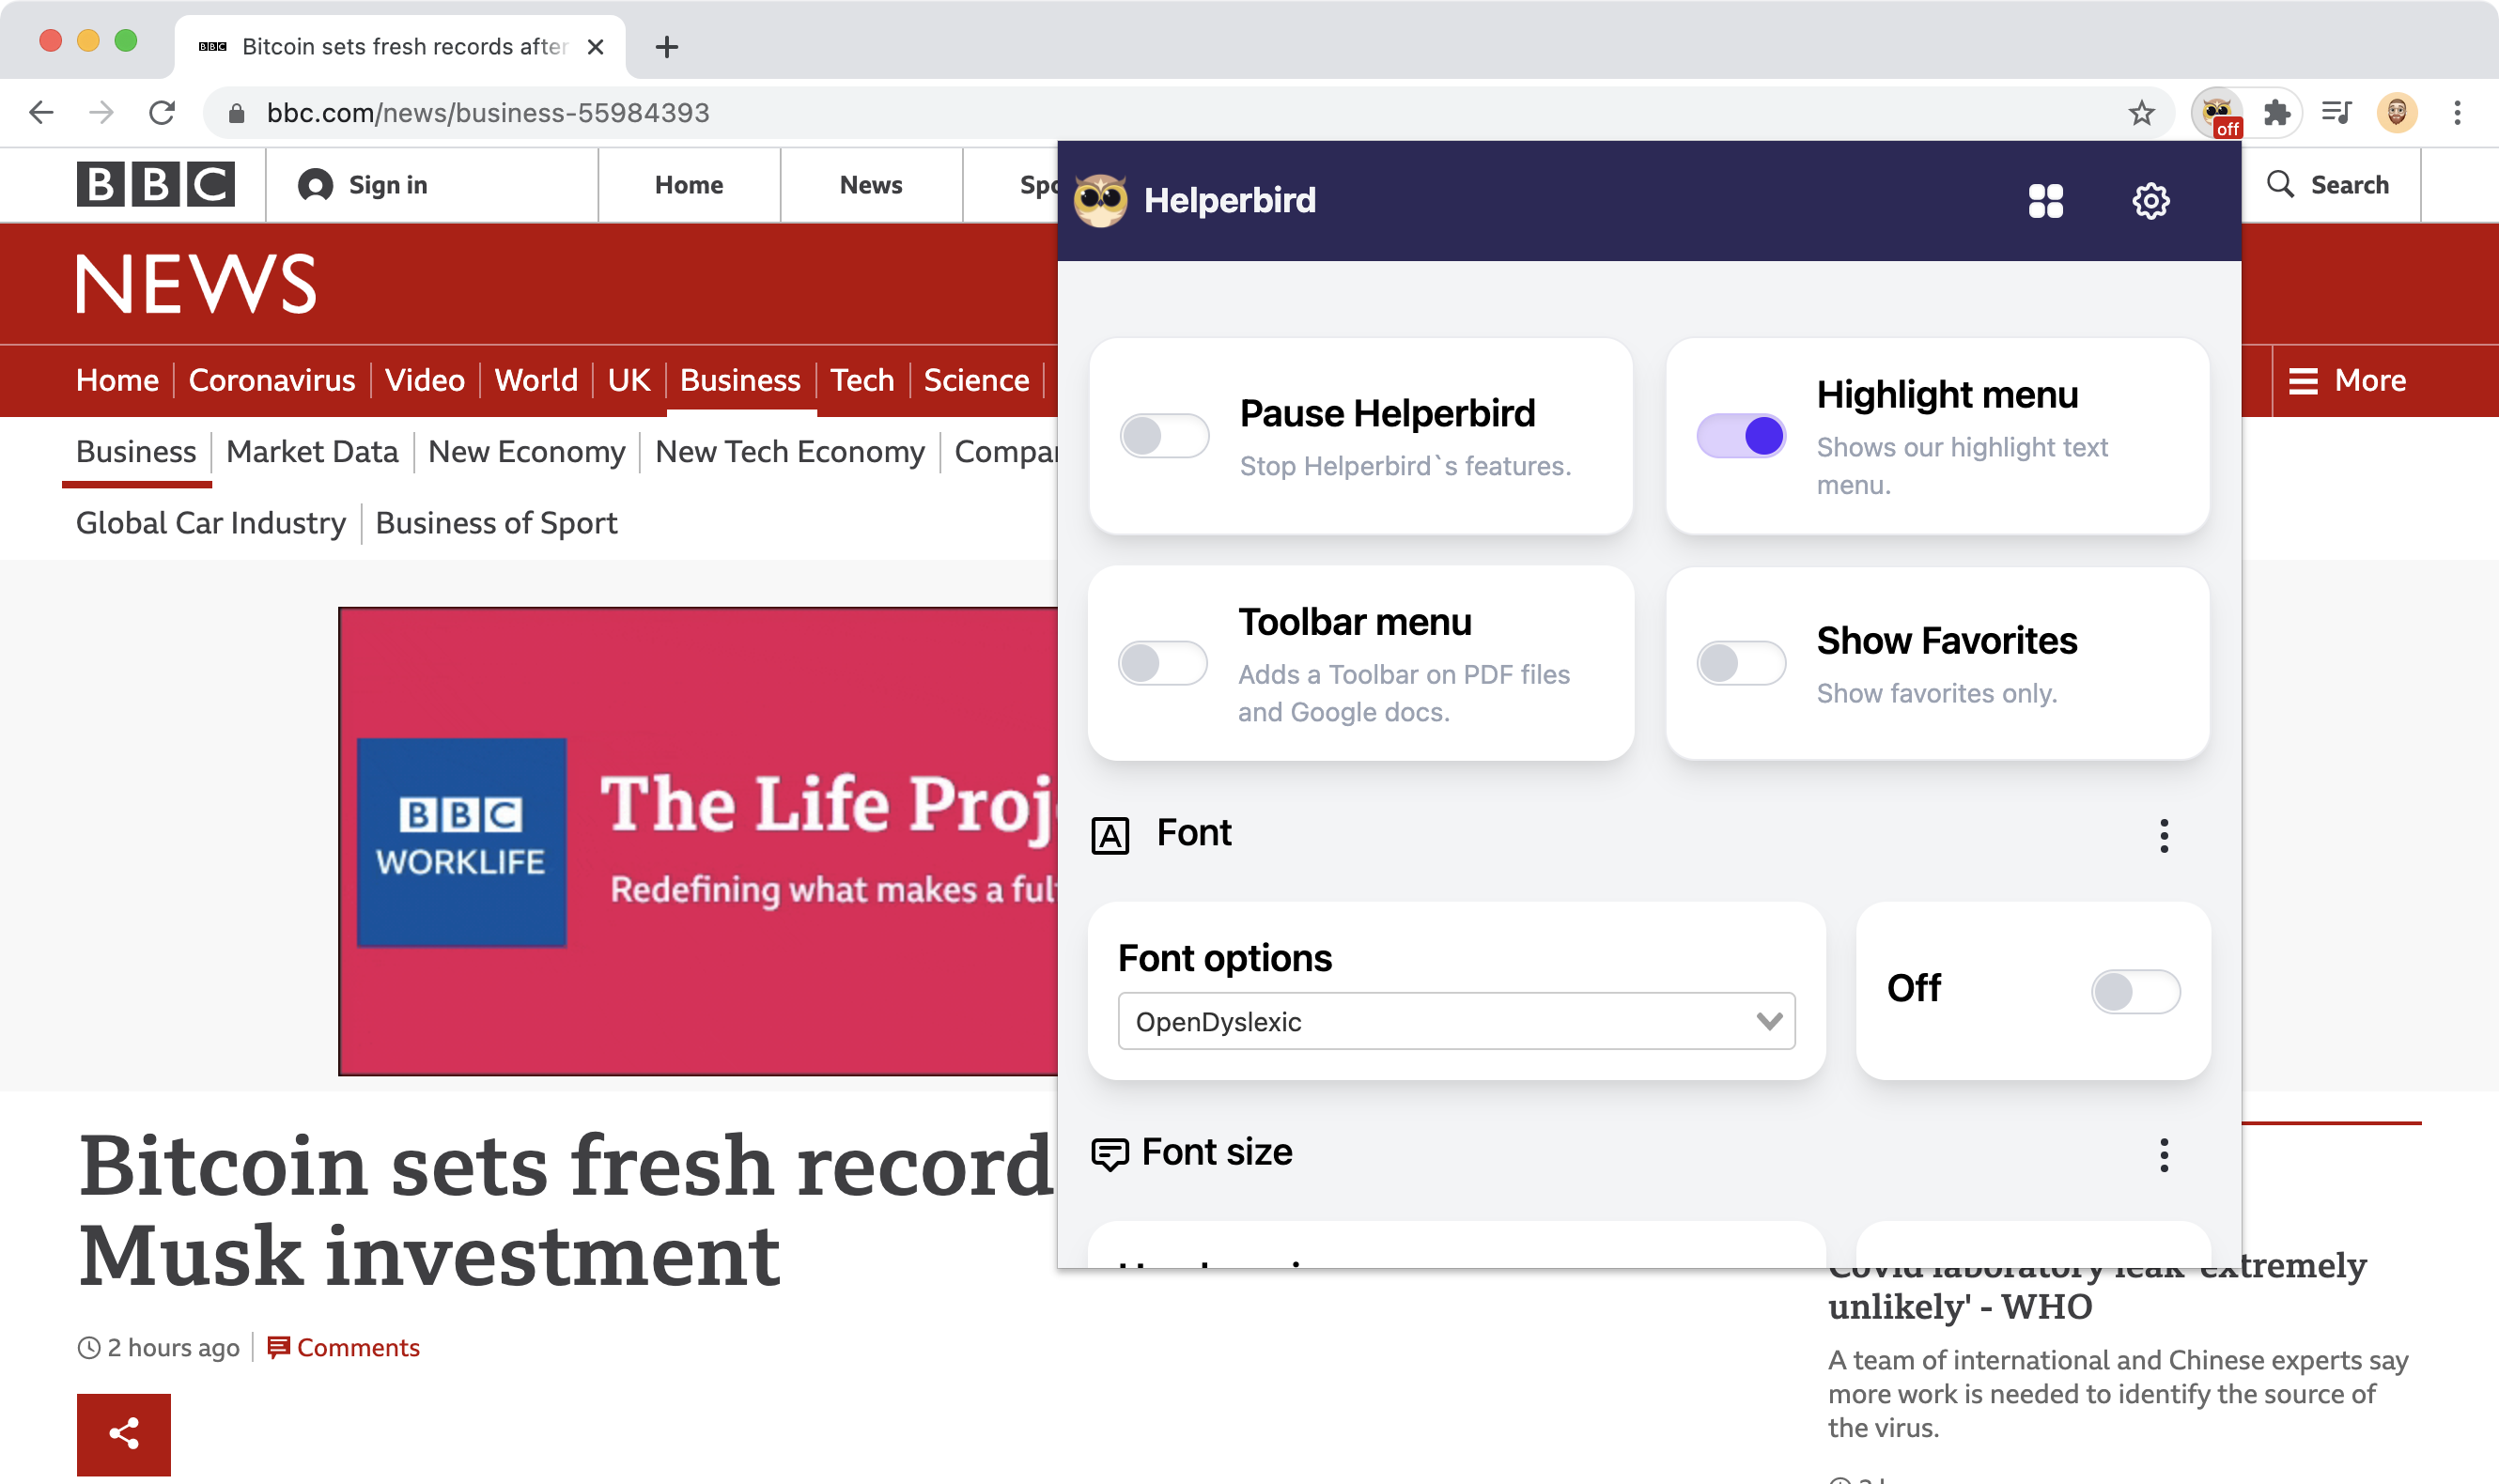 BBC Bitcoin sets fresh records after
bbc.com/news/business-55984393
off
BBC Sign in Home News Search
Helperbird
NEWS
Home Coronavirus Video World UK Business Tech Science More
Business Market Data New Economy New Tech Economy
Global Car Industry Business of Sport
Pause Helperbird
Stop Helperbird`s features.
Highlight menu
Shows our highlight text
menu.
Toolbar menu
Adds a Toolbar on PDF files
and Google docs.
Show Favorites
Show favorites only.
BBC
WORKLIFE
The Life Proj
Redefining what makes a ful
A Font
Font options
OpenDyslexic
Off
Font size
Bitcoin sets fresh record
Musk investment
2 hours ago Comments
Covid laboratory leak 'extremely
unlikely' - WHO
A team of international and Chinese experts say
more work is needed to identify the source of
the virus.